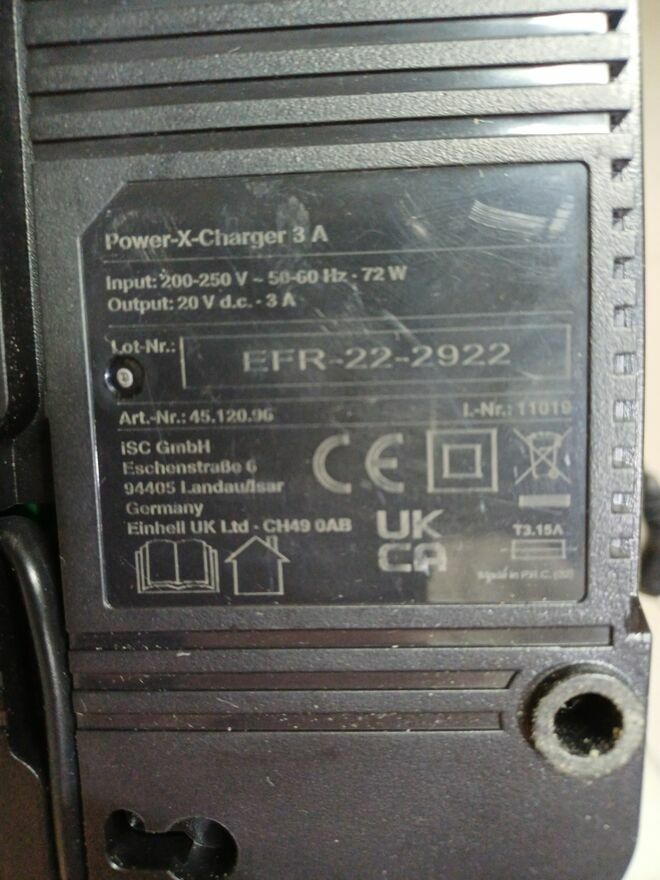 Power-X-Charger 3 A
Input: 200-250 V ~ 50-60 Hz - 72 W
Output: 20 V d.c. - 3 A
Lot-Nr.:
EFR-22-2922
Art.-Nr.: 45.120.96 I.-Nr.: 11019
iSC GmbH
Eschenstraße 6
94405 Landau/Isar
Germany
Einhell UK Ltd - CH49 0AB
CE
UK
CA
T3.15A
Made in P.R.C.